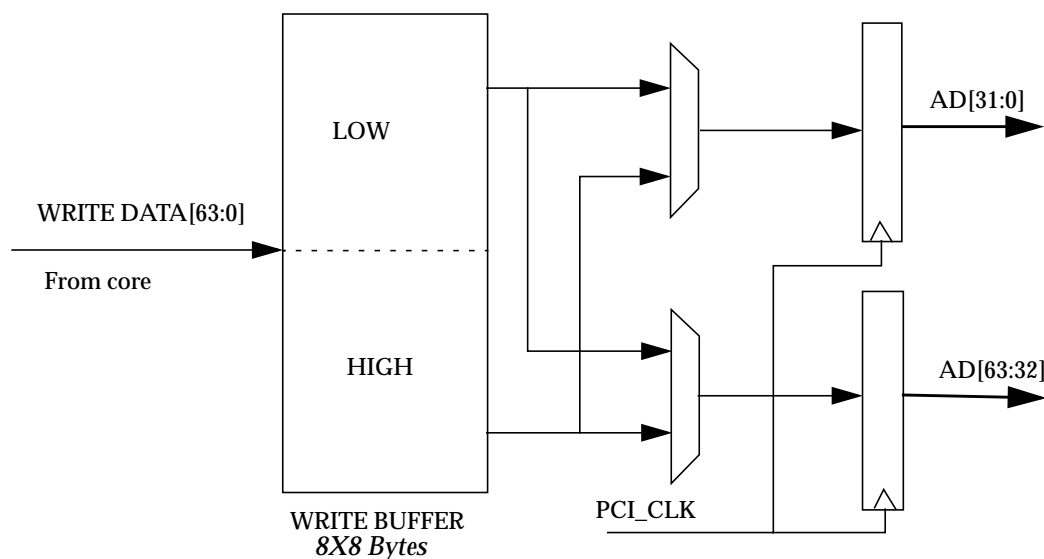 AD[31:0]
LOW
WRITE DATA[63:0]
From core
HIGH
AD[63:32]
PCI_CLK
WRITE BUFFER
8X8 Bytes